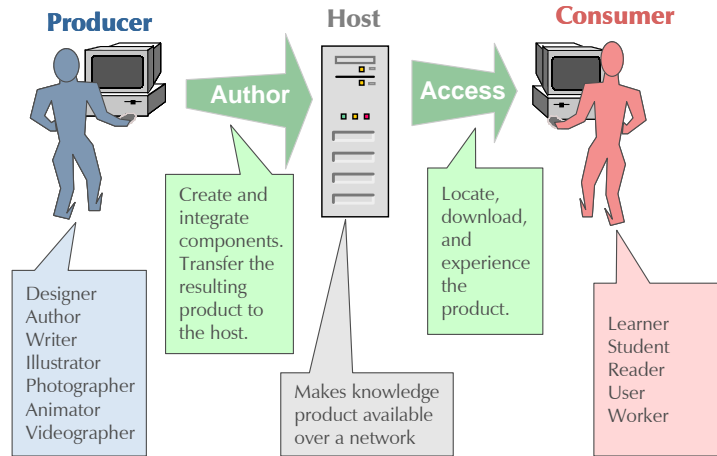 Producer
Host
Consumer
Author
Access
Create and
integrate
components.
Transfer the
resulting
product to
the host.
Locate,
download,
and
experience
the
product.
Designer
Author
Writer
Illustrator
Photographer
Animator
Videographer
Makes knowledge
product available
over a network
Learner
Student
Reader
User
Worker